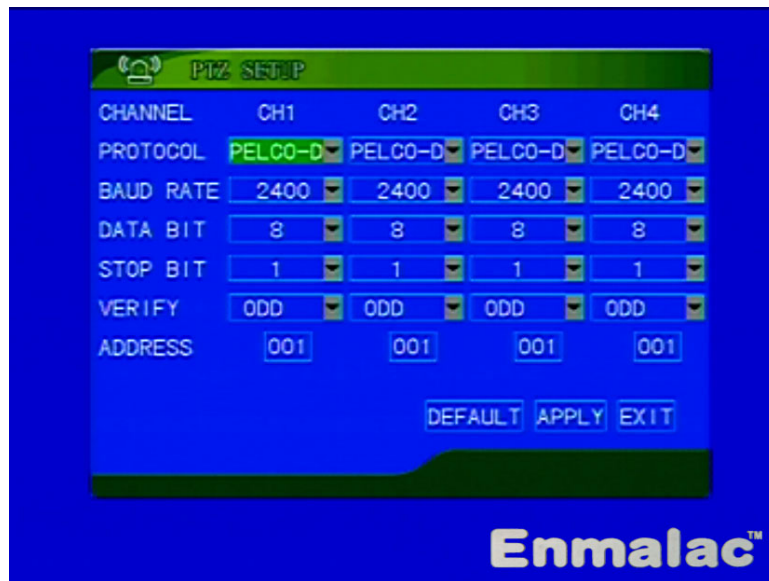 PTZ SETUP
CHANNEL CH1 CH2 CH3 CH4
PROTOCOL PELCO-D PELCO-D PELCO-D PELCO-D
BAUD RATE 2400 2400 2400 2400
DATA BIT 8 8 8 8
STOP BIT 1 1 1 1
VERIFY ODD ODD ODD ODD
ADDRESS 001 001 001 001
DEFAULT APPLY EXIT
Enmalac™